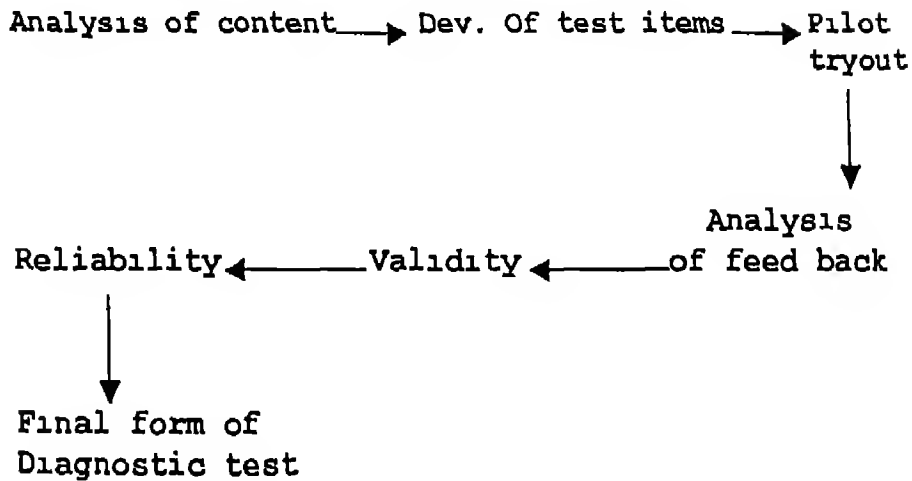 Analysis of content
Dev. Of test items
Pilot
tryout
Analysis
of feed back
Validity
Reliability
Final form of
Diagnostic test